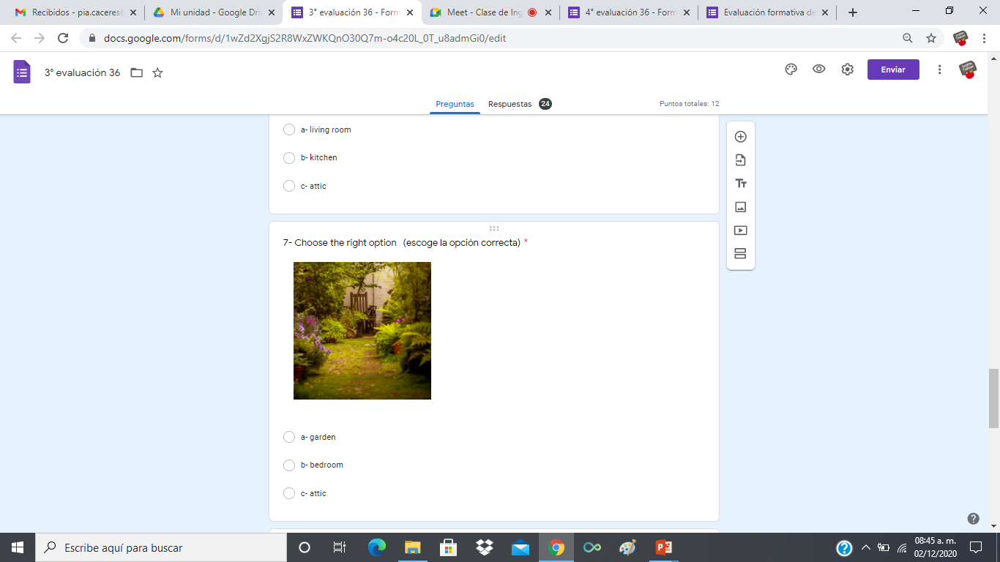 Recibidos - pia.caceres
Mi unidad - Google Dri
3° evaluación 36 - Form
Meet - Clase de Ing
4° evaluación 36 - Form
Evaluación formativa de
docs.google.com/forms/d/1wZd2XgjS2R8WxZWKQnO30Q7m-o4c20L_0T_u8admGi0/edit
3° evaluación 36
Enviar
Preguntas
Respuestas 24
Puntos totales: 12
a- living room
b- kitchen
c- attic
7- Choose the right option (escoge la opción correcta) *
a- garden
b- bedroom
c- attic
Escribe aquí para buscar
08:45 a. m.
02/12/2020